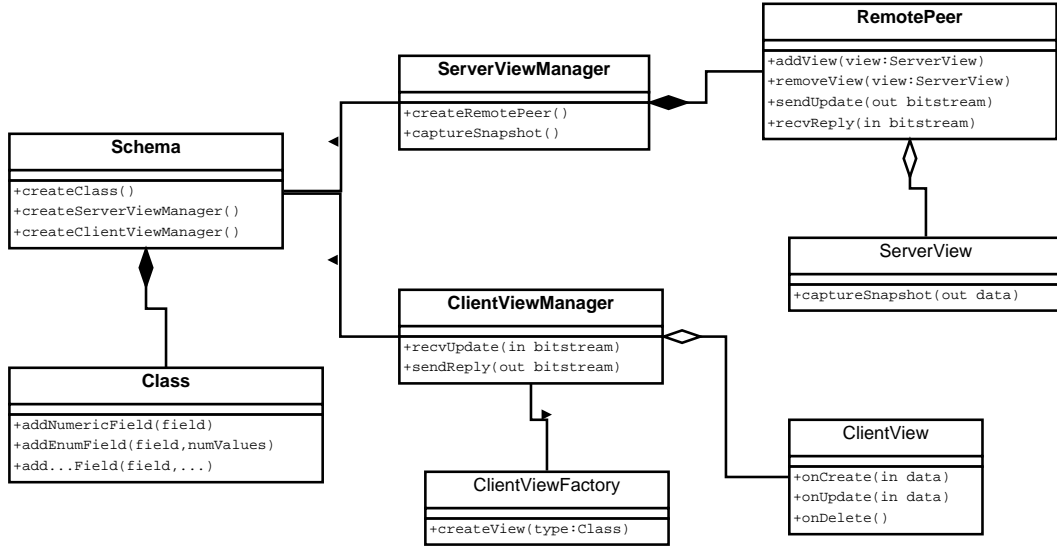 RemotePeer
+addView(view:ServerView)
+removeView(view:ServerView)
+sendUpdate(out bitstream)
+recvReply(in bitstream)
ServerViewManager
+createRemotePeer()
+captureSnapshot()
Schema
+createClass()
+createServerViewManager()
+createClientViewManager()
ServerView
+captureSnapshot(out data)
ClientViewManager
+recvUpdate(in bitstream)
+sendReply(out bitstream)
Class
+addNumericField(field)
+addEnumField(field,numValues)
+add...Field(field,...)
ClientView
+onCreate(in data)
+onUpdate(in data)
+onDelete()
ClientViewFactory
+createView(type:Class)